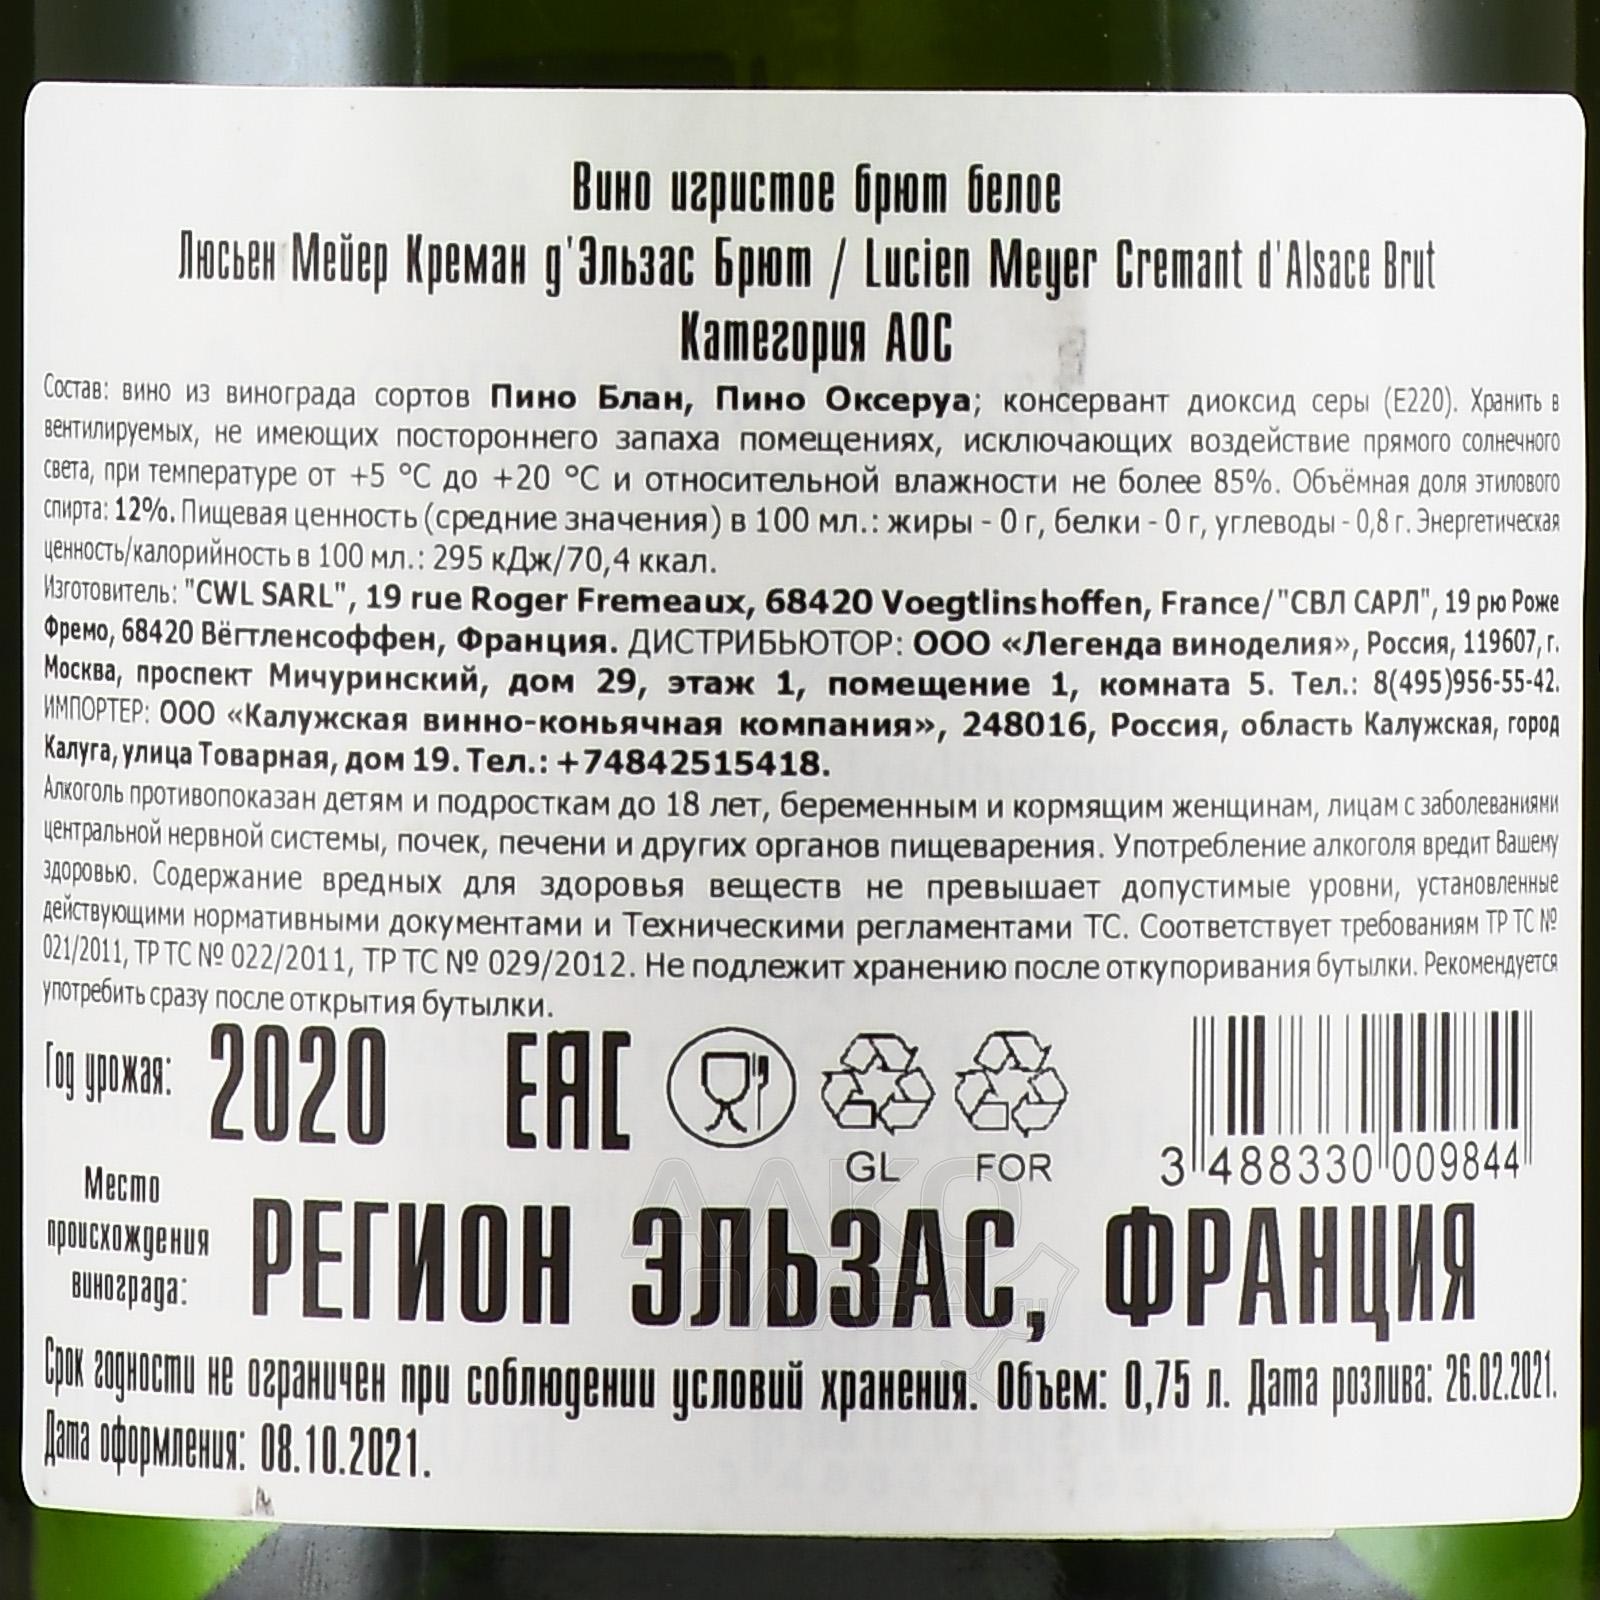 Вино игристое брют белое
Люсьен Мейер Креман д'Эльзас Брют / Lucien Meyer Cremant d'Alsace Brut
Категория АОС
Состав: вино из винограда сортов Пино Блан, Пино Оксеруа; консервант диоксид серы (Е220). Хранить в
вентилируемых, не имеющих постороннего запаха помещениях, исключающих воздействие прямого солнечного
света, при температуре от +5 °С до +20 °С и относительной влажности не более 85%. Объёмная доля этилового
спирта: 12%. Пищевая ценность (средние значения) в 100 мл.: жиры - 0 г, белки - 0 г, углеводы - 0,8 г. Энергетическая
ценность/калорийность в 100 мл.: 295 кДж/70,4 ккал.
Изготовитель: "CWL SARL", 19 rue Roger Fremeaux, 68420 Voegtlinshoffen, France/"СВЛ САРЛ", 19 рю Роже
Фремо, 68420 Вёгтленсоффен, Франция. ДИСТРИБЬЮТОР: ООО «Легенда виноделия», Россия, 119607, г.
Москва, проспект Мичуринский, дом 29, этаж 1, помещение 1, комната 5. Тел.: 8(495)956-55-42.
ИМПОРТЕР: ООО «Калужская винно-коньячная компания», 248016, Россия, область Калужская, город
Калуга, улица Товарная, дом 19. Тел.: +74842515418.
Алкоголь противопоказан детям и подросткам до 18 лет, беременным и кормящим женщинам, лицам с заболеваниями
центральной нервной системы, почек, печени и других органов пищеварения. Употребление алкоголя вредит Вашему
здоровью. Содержание вредных для здоровья веществ не превышает допустимые уровни, установленные
действующими нормативными документами и Техническими регламентами ТС. Соответствует требованиям ТР ТС №
021/2011, ТР ТС № 022/2011, ТР ТС № 029/2012. Не подлежит хранению после откупоривания бутылки. Рекомендуется
употребить сразу после открытия бутылки.
Год урожая: 2020 EAC
GL FOR 3 488330 009844
Место
происхождения
винограда:
РЕГИОН ЭЛЬЗАС, ФРАНЦИЯ
АЛКО
ПЛАЗА.ru
Срок годности не ограничен при соблюдении условий хранения. Объем: 0,75 л. Дата розлива: 26.02.2021.
Дата оформления: 08.10.2021.